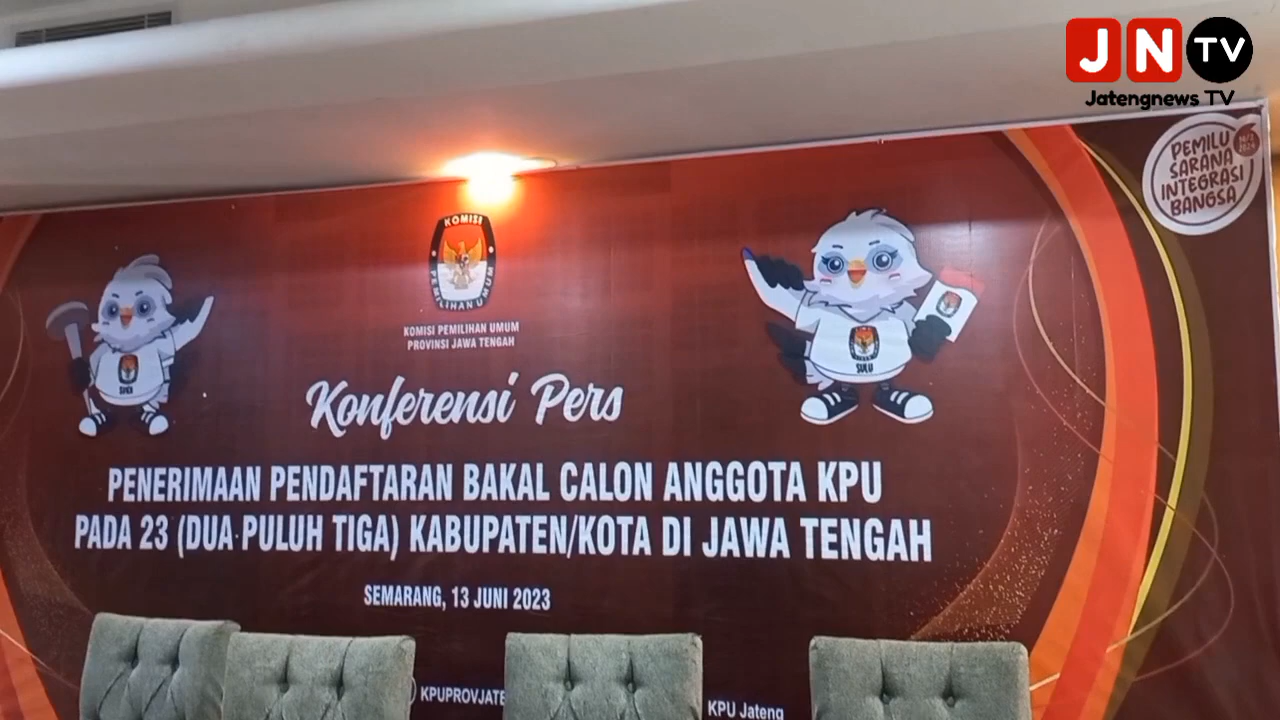 JN TV
Jatengnews TV
PEMILU
SARANA
INTEGRASI
BANGSA
KOMISI
PEMILIHAN UMUM
KOMISI PEMILIHAN UMUM
PROVINSI JAWA TENGAH
SULU
Konferensi Pers
PENERIMAAN PENDAFTARAN BAKAL CALON ANGGOTA KPU
PADA 23 (DUA PULUH TIGA) KABUPATEN/KOTA DI JAWA TENGAH
SEMARANG, 13 JUNI 2023
KPUPROVJATE
KPU Jateng